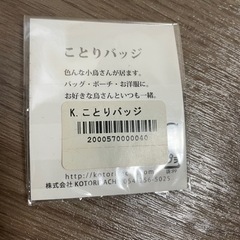 ことりバッジ
色んな小鳥さんが居ます。
バッグ・ポーチ・お洋服に。
お好きな鳥さんといつも一緒。
K.ことりバッジ
2000570000060
株式会社